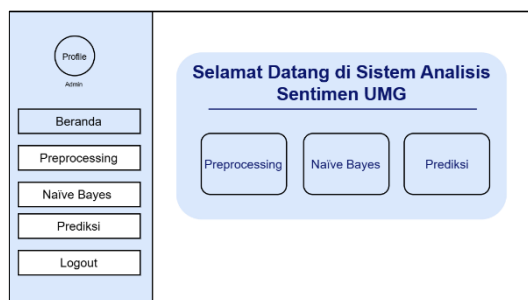 Profile
Admin
Beranda
Preprocessing
Naïve Bayes
Prediksi
Logout
Selamat Datang di Sistem Analisis
Sentimen UMG
Preprocessing
Naïve Bayes
Prediksi